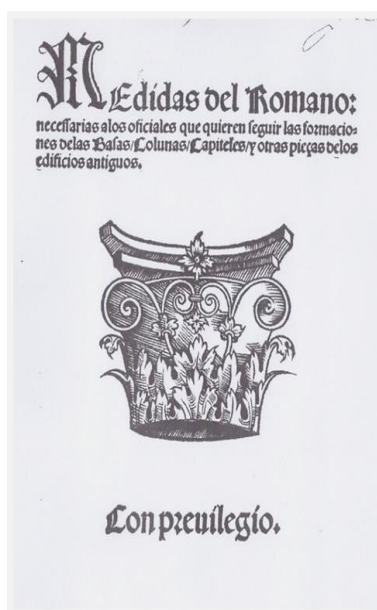 MEdidas del Romano:
necessarias alos oficiales que quieren seguir las formacio-
nes delas Basas/Colunas/Capiteles/y otras pieças delos
edificios antiguos.
Con preuilegio.